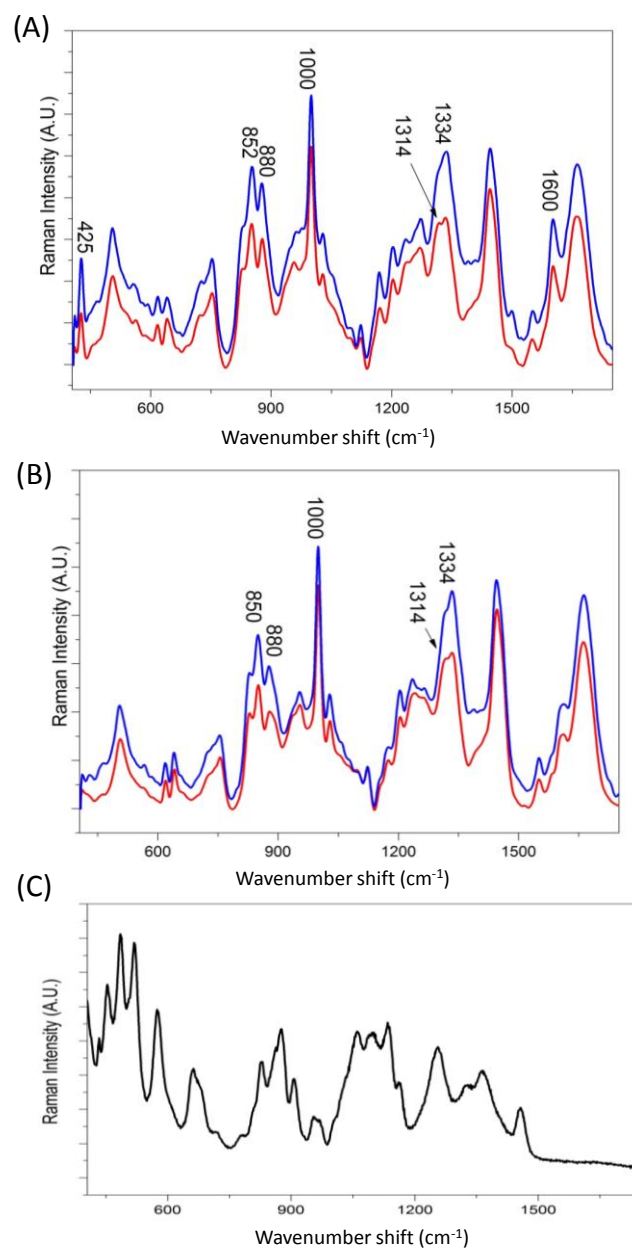 (A)
Raman Intensity (A.U.)
425
852
880
1000
1314
1334
1600
600 900 1200 1500
Wavenumber shift (cm⁻¹)
(B)
Raman Intensity (A.U.)
850
880
1000
1314
1334
600 900 1200 1500
Wavenumber shift (cm⁻¹)
(C)
Raman Intensity (A.U.)
600 900 1200 1500
Wavenumber shift (cm⁻¹)